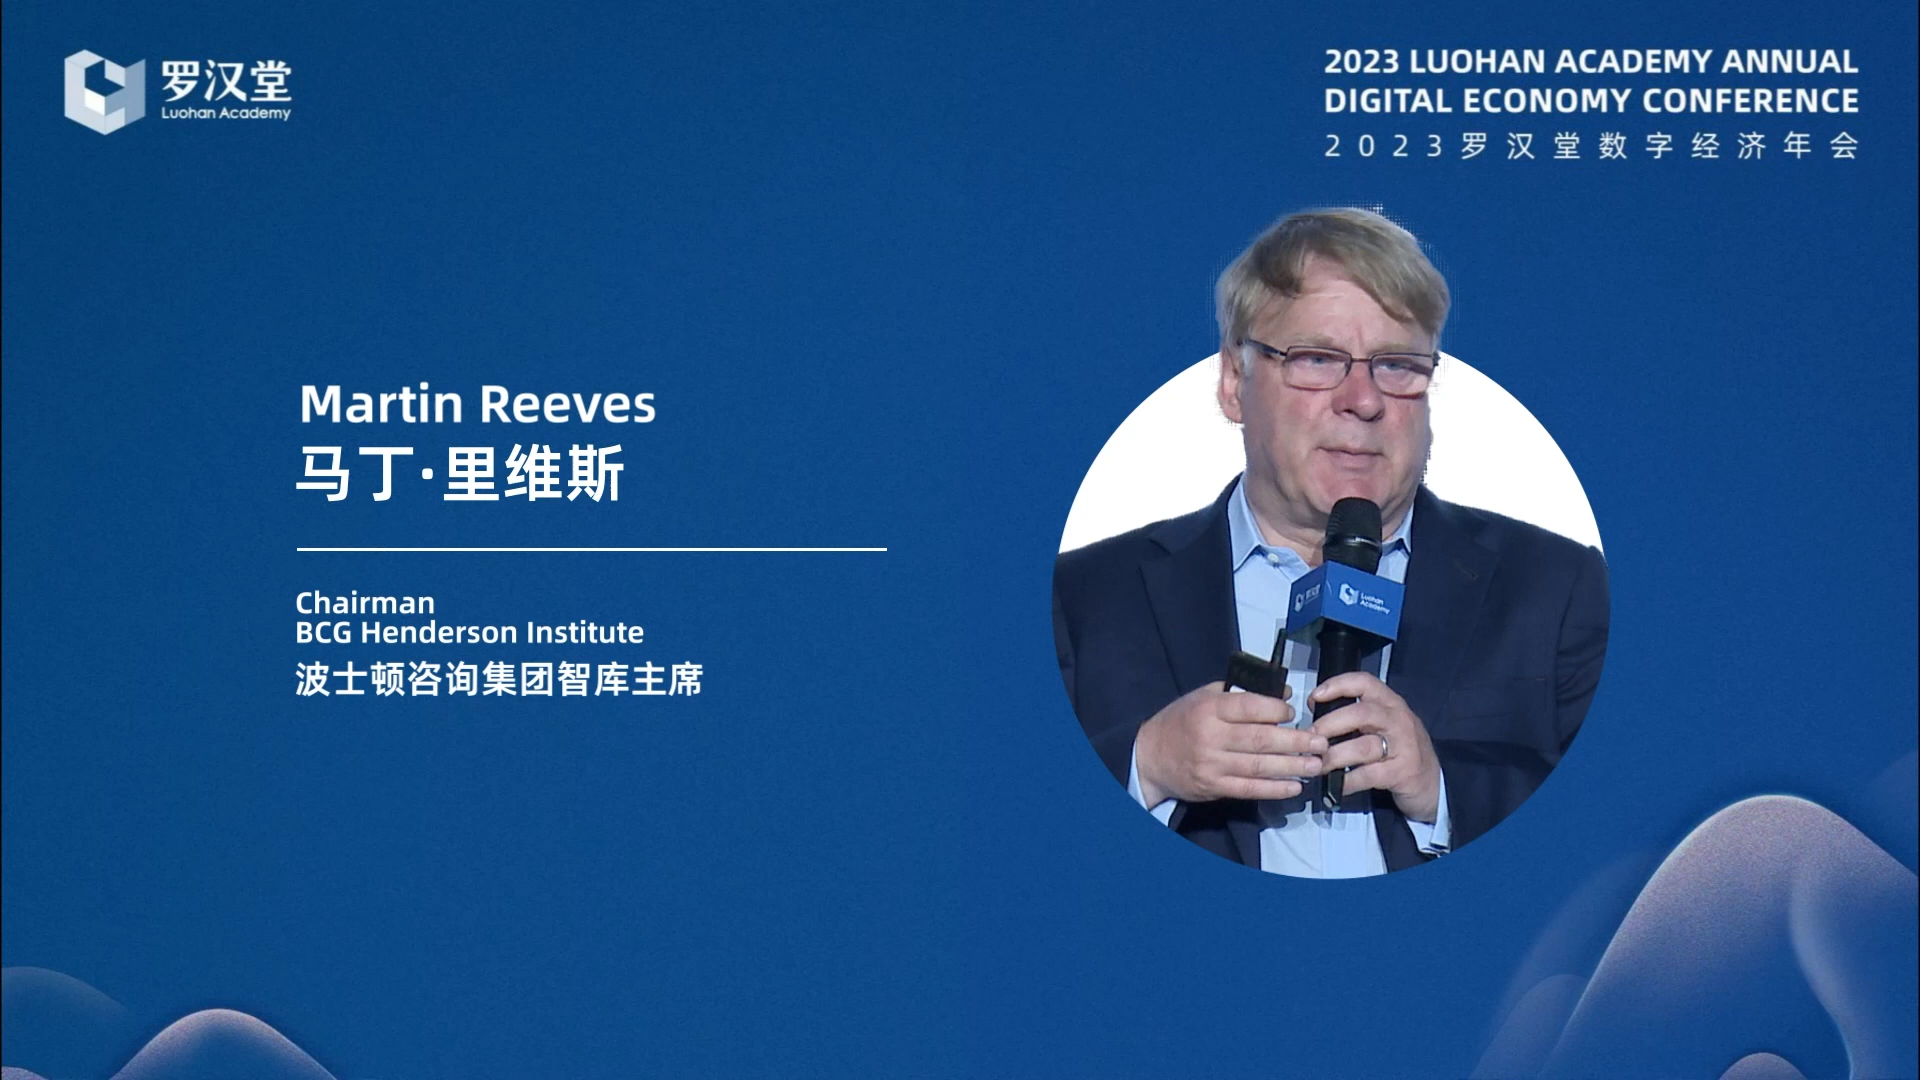 罗汉堂
Luohan Academy
2023 LUOHAN ACADEMY ANNUAL
DIGITAL ECONOMY CONFERENCE
2023罗汉堂数字经济年会
Martin Reeves
马丁·里维斯
Chairman
BCG Henderson Institute
波士顿咨询集团智库主席
Luohan
Academy